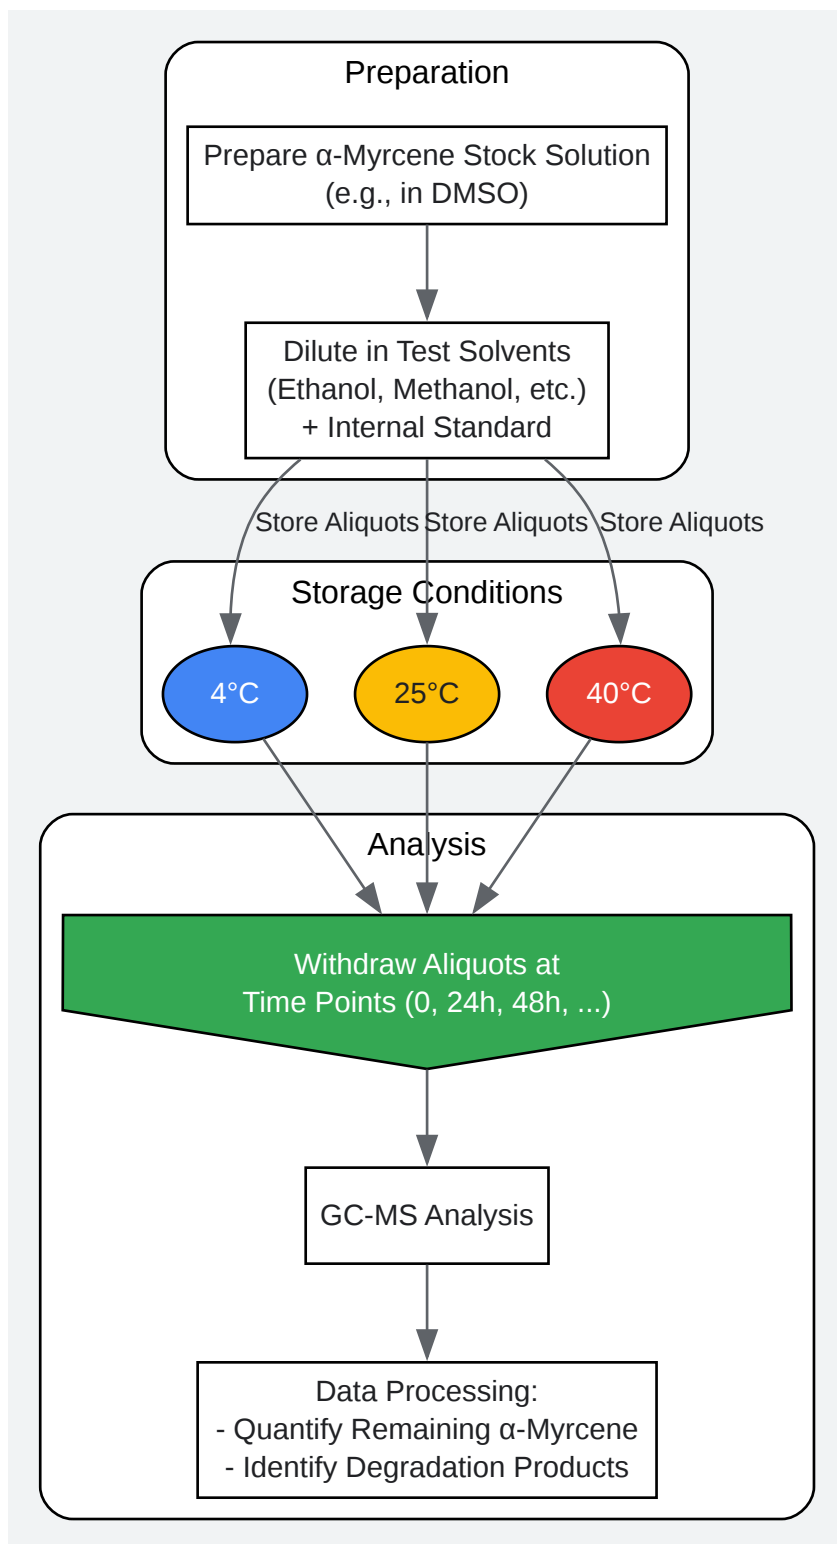 Preparation
Prepare α-Myrcene Stock Solution
(e.g., in DMSO)
Dilute in Test Solvents
(Ethanol, Methanol, etc.)
+ Internal Standard
Store Aliquots Store Aliquots Store Aliquots
Storage Conditions
4°C 25°C 40°C
Analysis
Withdraw Aliquots at
Time Points (0, 24h, 48h, ...)
GC-MS Analysis
Data Processing:
- Quantify Remaining α-Myrcene
- Identify Degradation Products